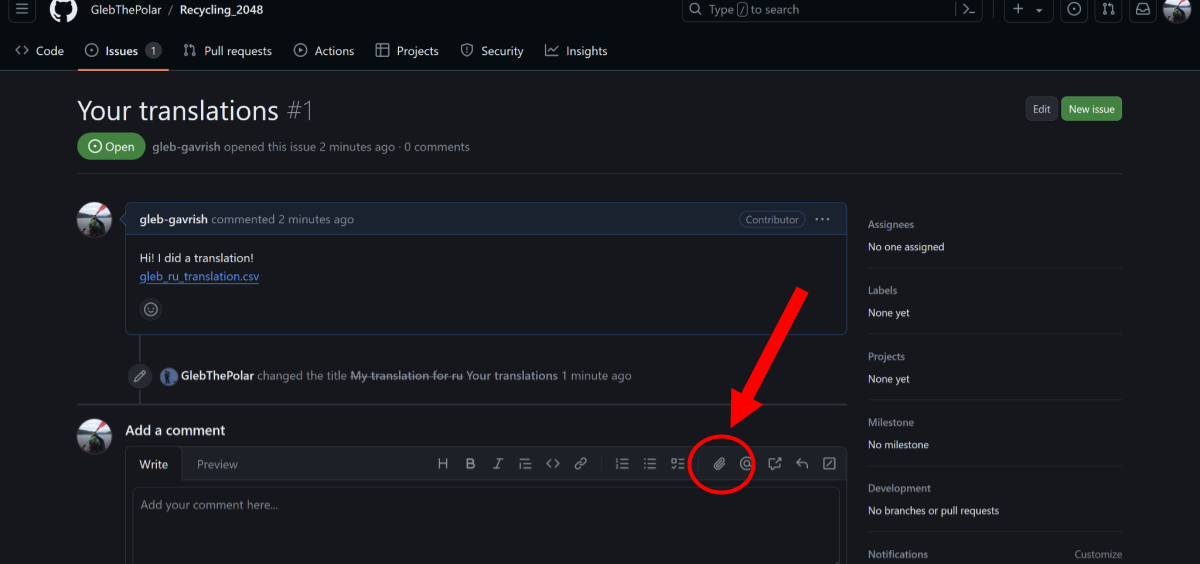 GlebThePolar / Recycling_2048
Type / to search
Code
Issues 1
Pull requests
Actions
Projects
Security
Insights
Your translations #1
Edit
New issue
Open
gleb-gavrish opened this issue 2 minutes ago · 0 comments
gleb-gavrish commented 2 minutes ago
Contributor
Hi! I did a translation!
gleb_ru_translation.csv
GlebThePolar changed the title My translation for ru Your translations 1 minute ago
Add a comment
Write
Preview
Add your comment here...
Assignees
No one assigned
Labels
None yet
Projects
None yet
Milestone
No milestone
Development
No branches or pull requests
Notifications
Customize